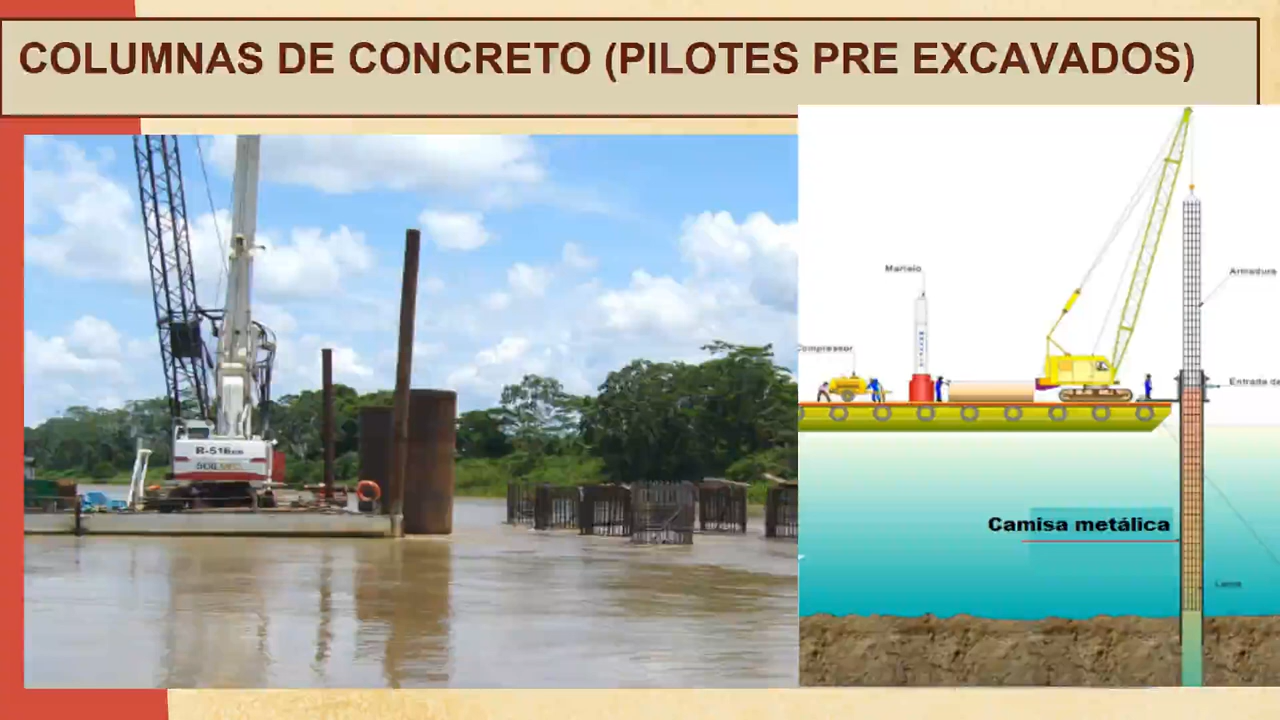 COLUMNAS DE CONCRETO (PILOTES PRE EXCAVADOS)
Martelo
Armadura
Compressor
Entrada de
R-516
Camisa metálica